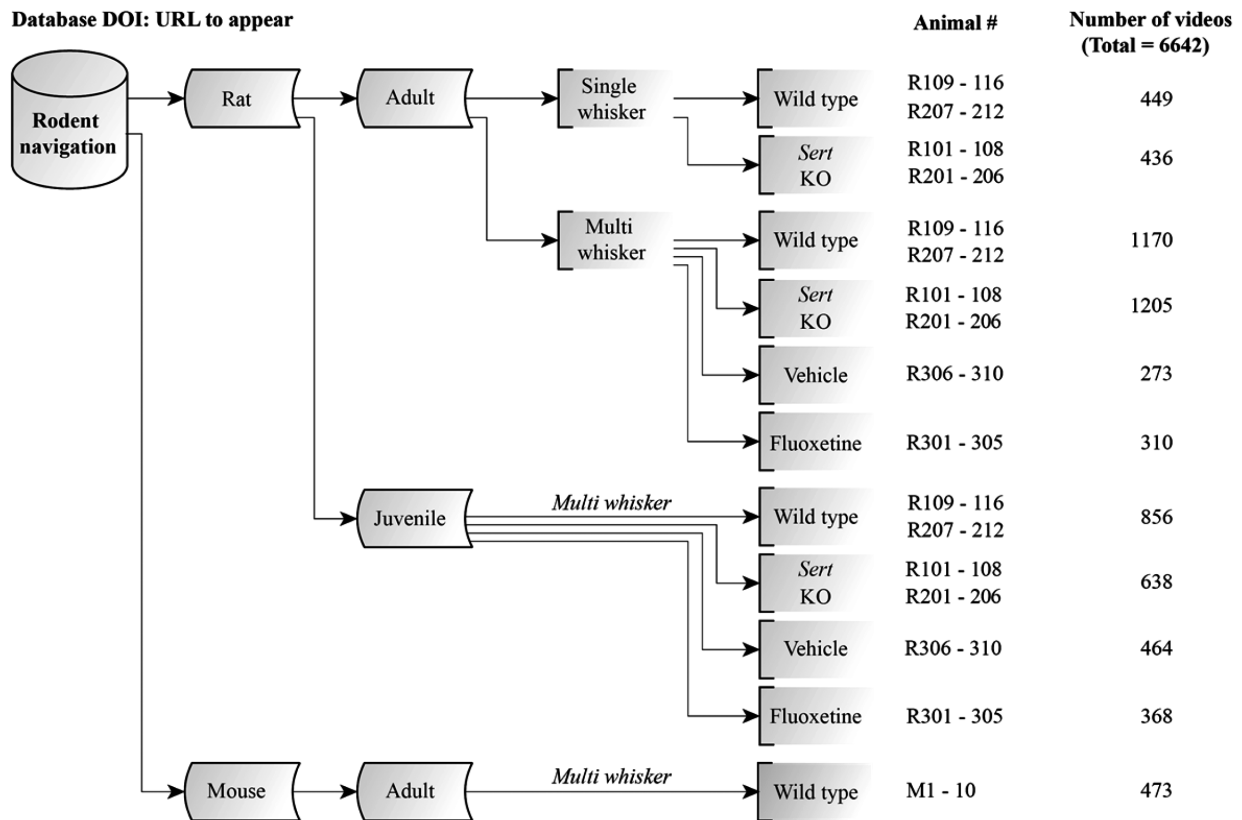 Database DOI: URL to appear
Animal #
Number of videos
(Total = 6642)
Rodent
navigation
Rat
Adult
Single
whisker
Wild type
R109 - 116
R207 - 212
449
Sert
KO
R101 - 108
R201 - 206
436
Multi
whisker
Wild type
R109 - 116
R207 - 212
1170
Sert
KO
R101 - 108
R201 - 206
1205
Vehicle
R306 - 310
273
Fluoxetine
R301 - 305
310
Juvenile
Multi whisker
Wild type
R109 - 116
R207 - 212
856
Sert
KO
R101 - 108
R201 - 206
638
Vehicle
R306 - 310
464
Fluoxetine
R301 - 305
368
Mouse
Adult
Multi whisker
Wild type
M1 - 10
473